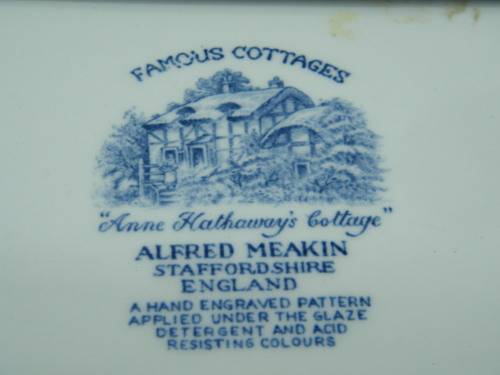 FAMOUS COTTAGES
"Anne Hathaway's Cottage"
ALFRED MEAKIN
STAFFORDSHIRE
ENGLAND
A HAND ENGRAVED PATTERN
APPLIED UNDER THE GLAZE
DETERGENT AND ACID
RESISTING COLOURS